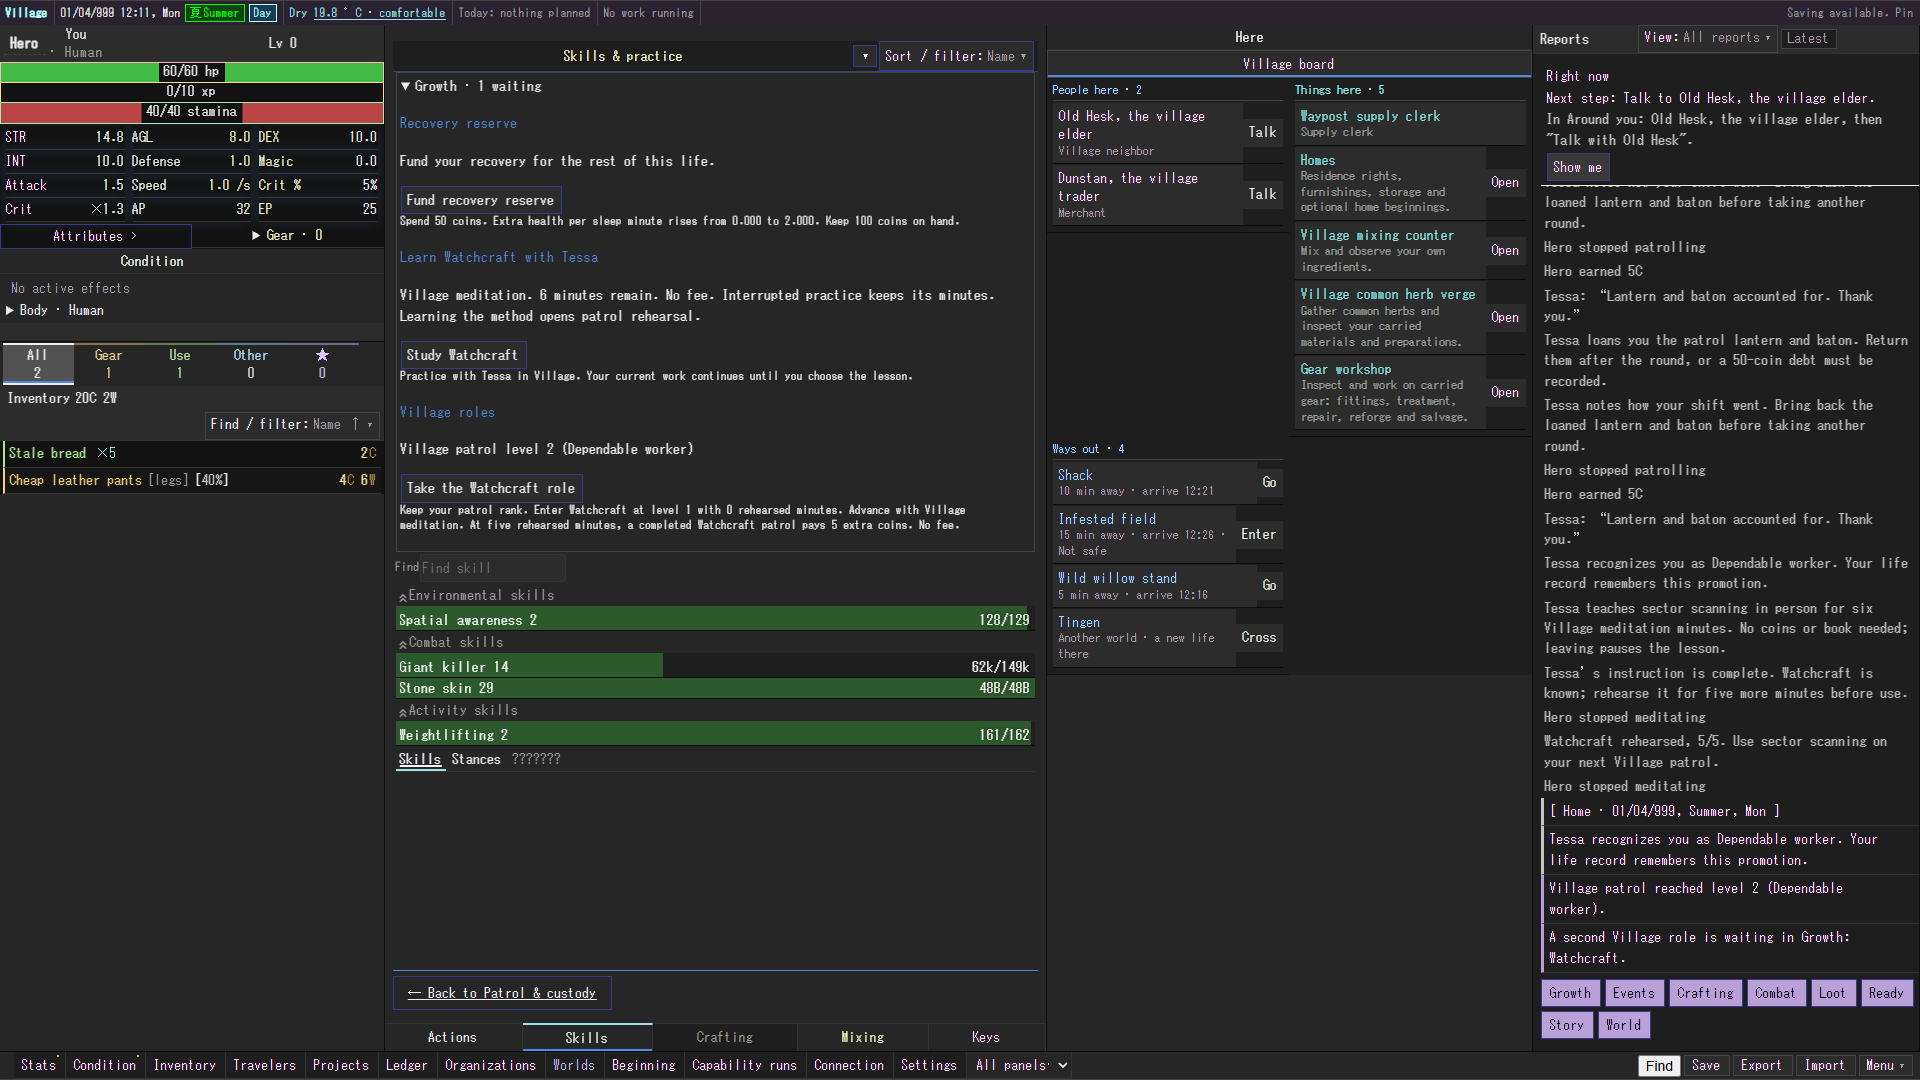 Village 01/04/999 12:11, Mon 夏Summer Day Dry 19.8 ° C · comfortable Today: nothing planned No work running Saving available. Pin
Hero · You Human Lv 0
60/60 hp
0/10 xp
40/40 stamina
STR 14.8 AGL 8.0 DEX 10.0
INT 10.0 Defense 1.0 Magic 0.0
Attack 1.5 Speed 1.0 /s Crit % 5%
Crit ×1.3 AP 32 EP 25
Attributes > ▶ Gear · 0
Condition
No active effects
▶ Body · Human
All 2 Gear 1 Use 1 Other 0 ★ 0
Inventory 20C 2W
Find / filter: Name ↑ ▾
Stale bread ×5 2C
Cheap leather pants [legs] [40%] 4C 6W
Skills & practice ▾ Sort / filter: Name ▾
▼ Growth · 1 waiting
Recovery reserve
Fund your recovery for the rest of this life.
Fund recovery reserve
Spend 50 coins. Extra health per sleep minute rises from 0.000 to 2.000. Keep 100 coins on hand.
Learn Watchcraft with Tessa
Village meditation. 6 minutes remain. No fee. Interrupted practice keeps its minutes.
Learning the method opens patrol rehearsal.
Study Watchcraft
Practice with Tessa in Village. Your current work continues until you choose the lesson.
Village roles
Village patrol level 2 (Dependable worker)
Take the Watchcraft role
Keep your patrol rank. Enter Watchcraft at level 1 with 0 rehearsed minutes. Advance with Village
meditation. At five rehearsed minutes, a completed Watchcraft patrol pays 5 extra coins. No fee.
Find Find skill
Environmental skills
Spatial awareness 2 128/129
Combat skills
Giant killer 14 62k/149k
Stone skin 29 48B/48B
Activity skills
Weightlifting 2 161/162
Skills Stances ???????
← Back to Patrol & custody
Actions Skills Crafting Mixing Keys
Here
Village board
People here · 2
Old Hesk, the village
elder
Village neighbor
Talk
Dunstan, the village
trader
Merchant
Talk
Things here · 5
Waypost supply clerk
Supply clerk
Homes
Residence rights,
furnishings, storage and
optional home beginnings.
Open
Village mixing counter
Mix and observe your own
ingredients.
Open
Village common herb verge
Gather common herbs and
inspect your carried
materials and preparations.
Open
Gear workshop
Inspect and work on carried
gear: fittings, treatment,
repair, reforge and salvage.
Open
Ways out · 4
Shack
10 min away · arrive 12:21
Go
Infested field
15 min away · arrive 12:26 ·
Not safe
Enter
Wild willow stand
5 min away · arrive 12:16
Go
Tingen
Another world · a new life
there
Cross
Reports View: All reports ▾ Latest
Right now
Next step: Talk to Old Hesk, the village elder.
In Around you: Old Hesk, the village elder, then
"Talk with Old Hesk".
Show me
loaned lantern and baton before taking another
round.
Hero stopped patrolling
Hero earned 5C
Tessa: “Lantern and baton accounted for. Thank
you.”
Tessa loans you the patrol lantern and baton. Return
them after the round, or a 50-coin debt must be
recorded.
Tessa notes how your shift went. Bring back the
loaned lantern and baton before taking another
round.
Hero stopped patrolling
Hero earned 5C
Tessa: “Lantern and baton accounted for. Thank
you.”
Tessa recognizes you as Dependable worker. Your life
record remembers this promotion.
Tessa teaches sector scanning in person for six
Village meditation minutes. No coins or book needed;
leaving pauses the lesson.
Tessa’s instruction is complete. Watchcraft is
known; rehearse it for five more minutes before use.
Hero stopped meditating
Watchcraft rehearsed, 5/5. Use sector scanning on
your next Village patrol.
Hero stopped meditating
[ Home · 01/04/999, Summer, Mon ]
Tessa recognizes you as Dependable worker. Your
life record remembers this promotion.
Village patrol reached level 2 (Dependable
worker).
A second Village role is waiting in Growth:
Watchcraft.
Growth Events Crafting Combat Loot Ready
Story World
Stats Condition Inventory Travelers Projects Ledger Organizations Worlds Beginning Capability runs Connection Settings All panels Find Save Export Import Menu